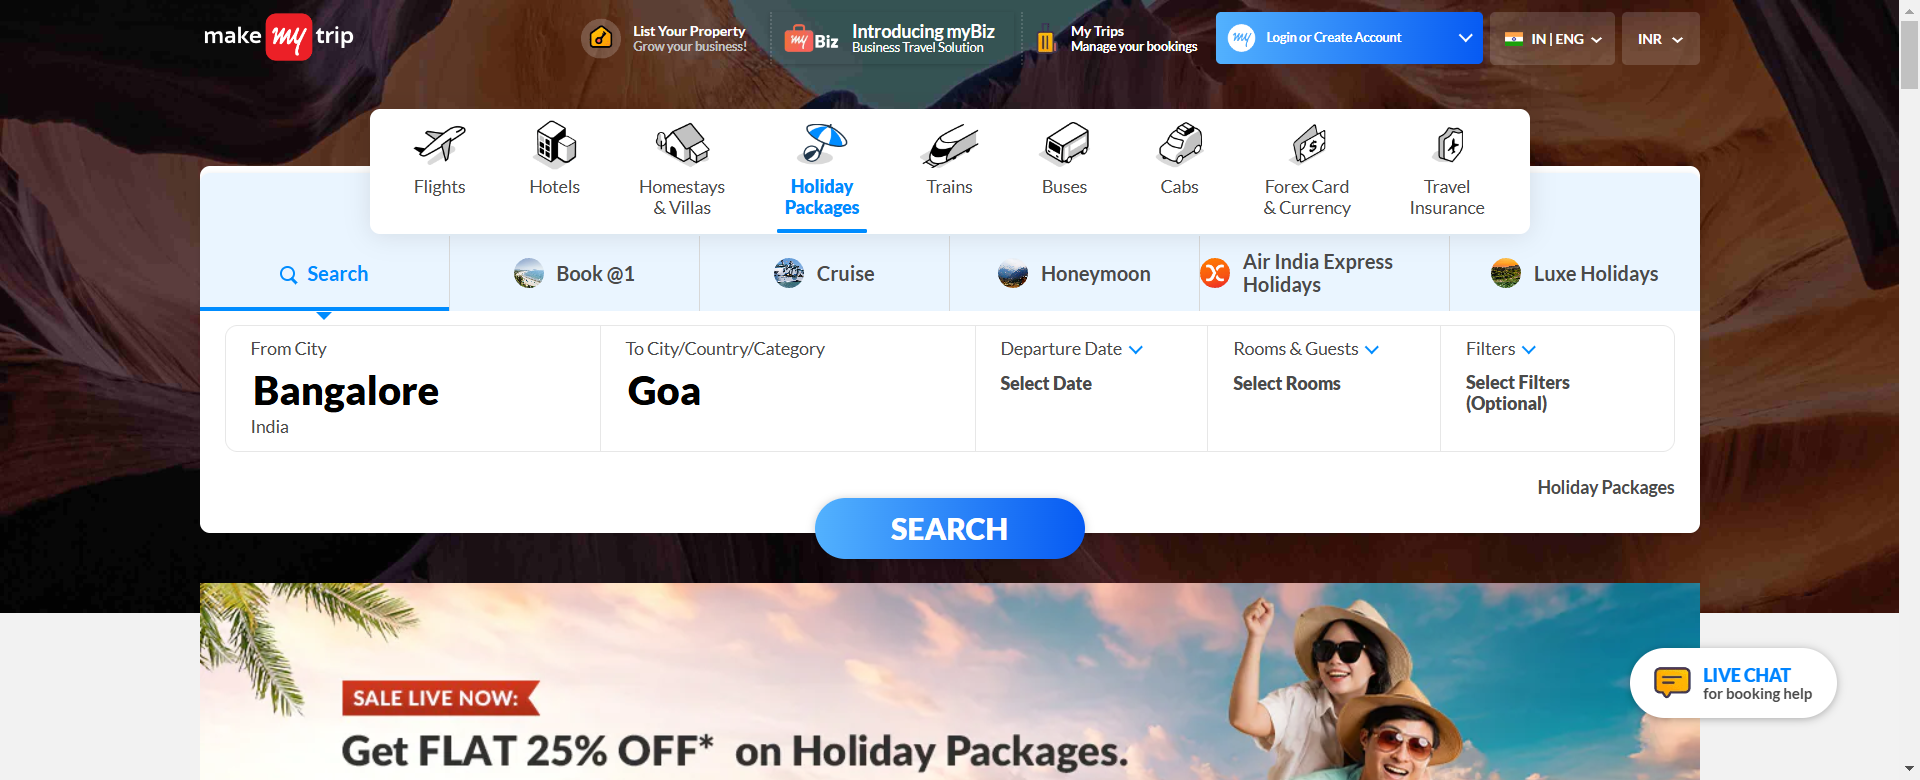 make my trip
List Your Property
Grow your business!
my Biz
Introducing myBiz
Business Travel Solution
My Trips
Manage your bookings
my
Login or Create Account
IN | ENG
INR
Flights
Hotels
Homestays
& Villas
Holiday
Packages
Trains
Buses
Cabs
Forex Card
& Currency
Travel
Insurance
Search
Book @1
Cruise
Honeymoon
Air India Express
Holidays
Luxe Holidays
From City
Bangalore
India
To City/Country/Category
Goa
Departure Date
Select Date
Rooms & Guests
Select Rooms
Filters
Select Filters
(Optional)
Holiday Packages
SEARCH
SALE LIVE NOW:
Get FLAT 25% OFF* on Holiday Packages.
LIVE CHAT
for booking help